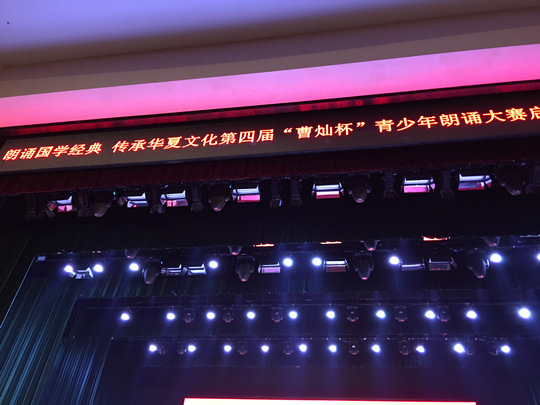 朗诵国学经典 传承华夏文化第四届“曹灿杯”青少年朗诵大赛启